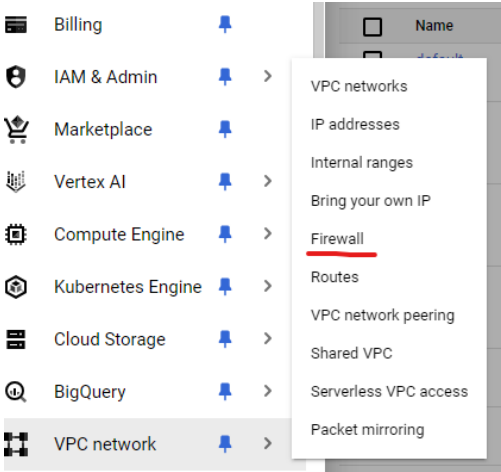 Billing
IAM & Admin
Marketplace
Vertex AI
Compute Engine
Kubernetes Engine
Cloud Storage
BigQuery
VPC network
Name
VPC networks
IP addresses
Internal ranges
Bring your own IP
Firewall
Routes
VPC network peering
Shared VPC
Serverless VPC access
Packet mirroring